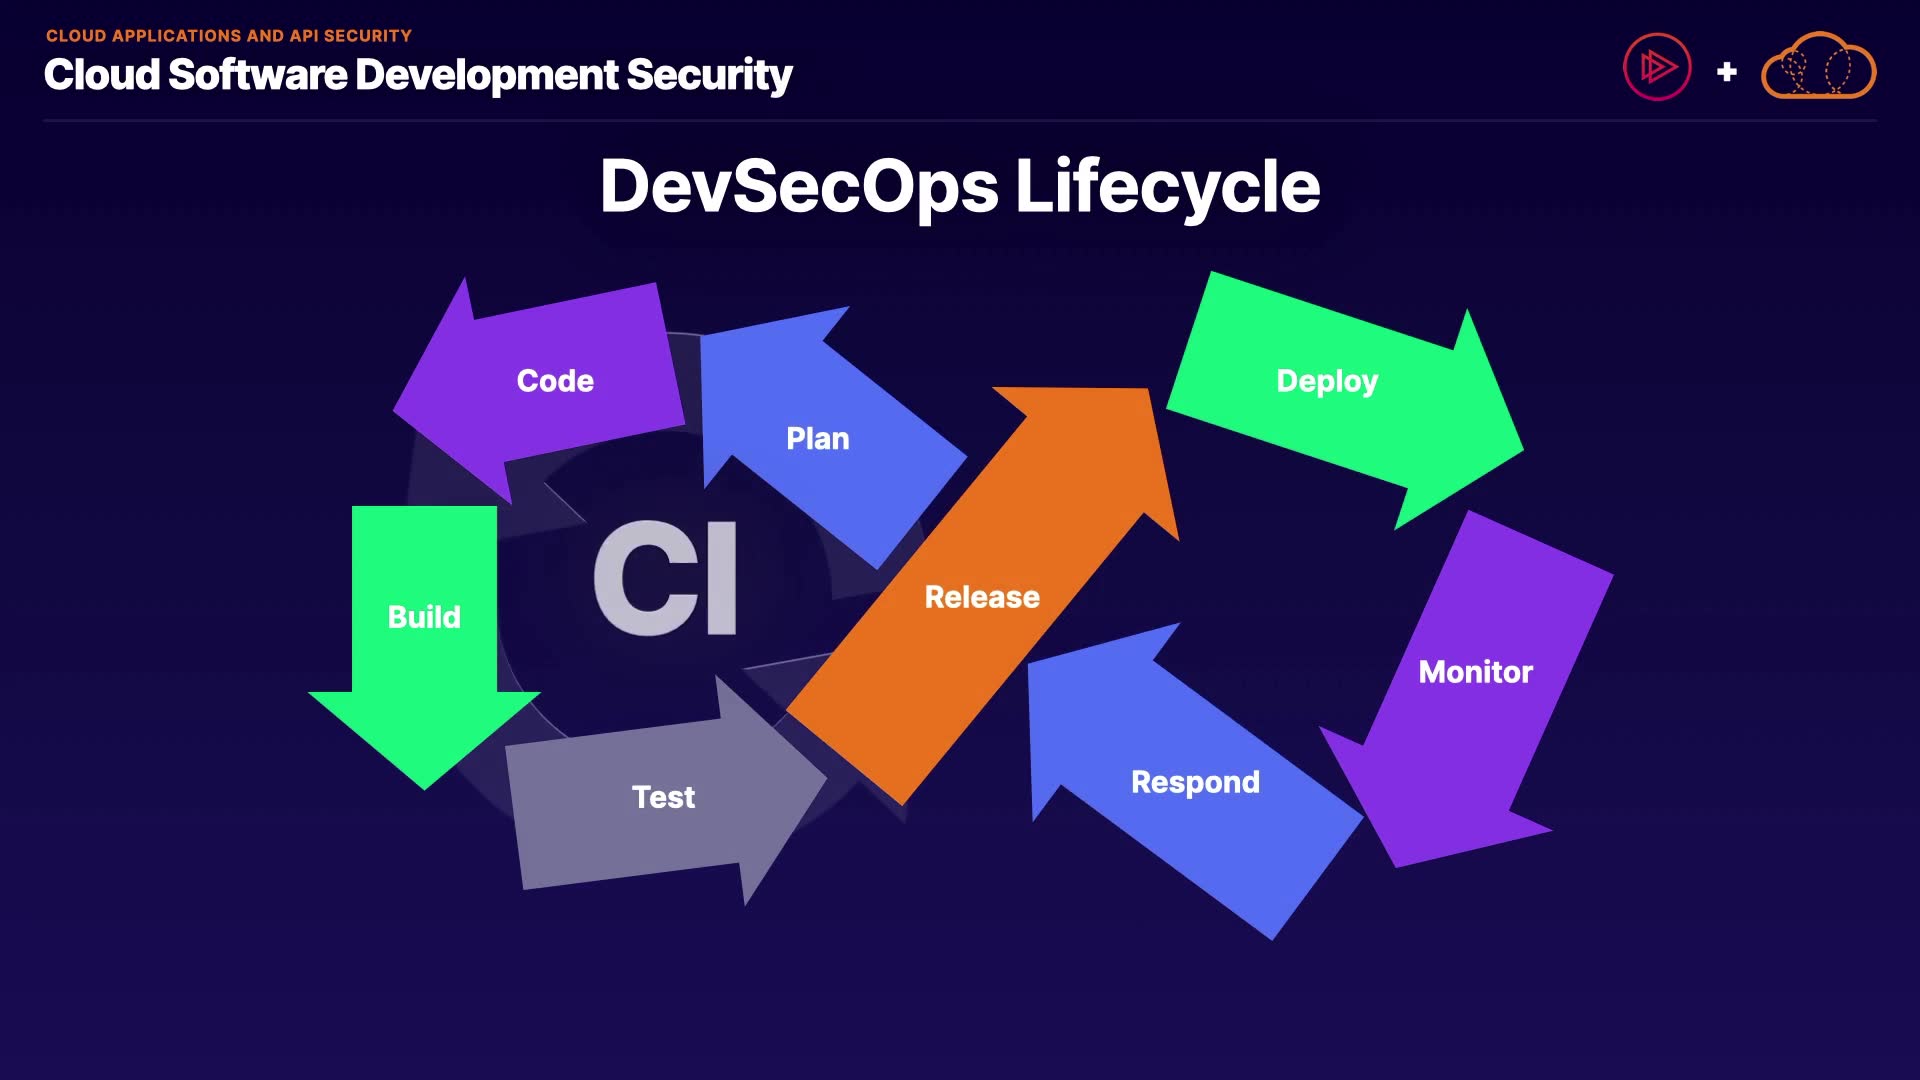 CLOUD APPLICATIONS AND API SECURITY
Cloud Software Development Security
DevSecOps Lifecycle
Code
Plan
Deploy
CI
Build
Release
Monitor
Test
Respond